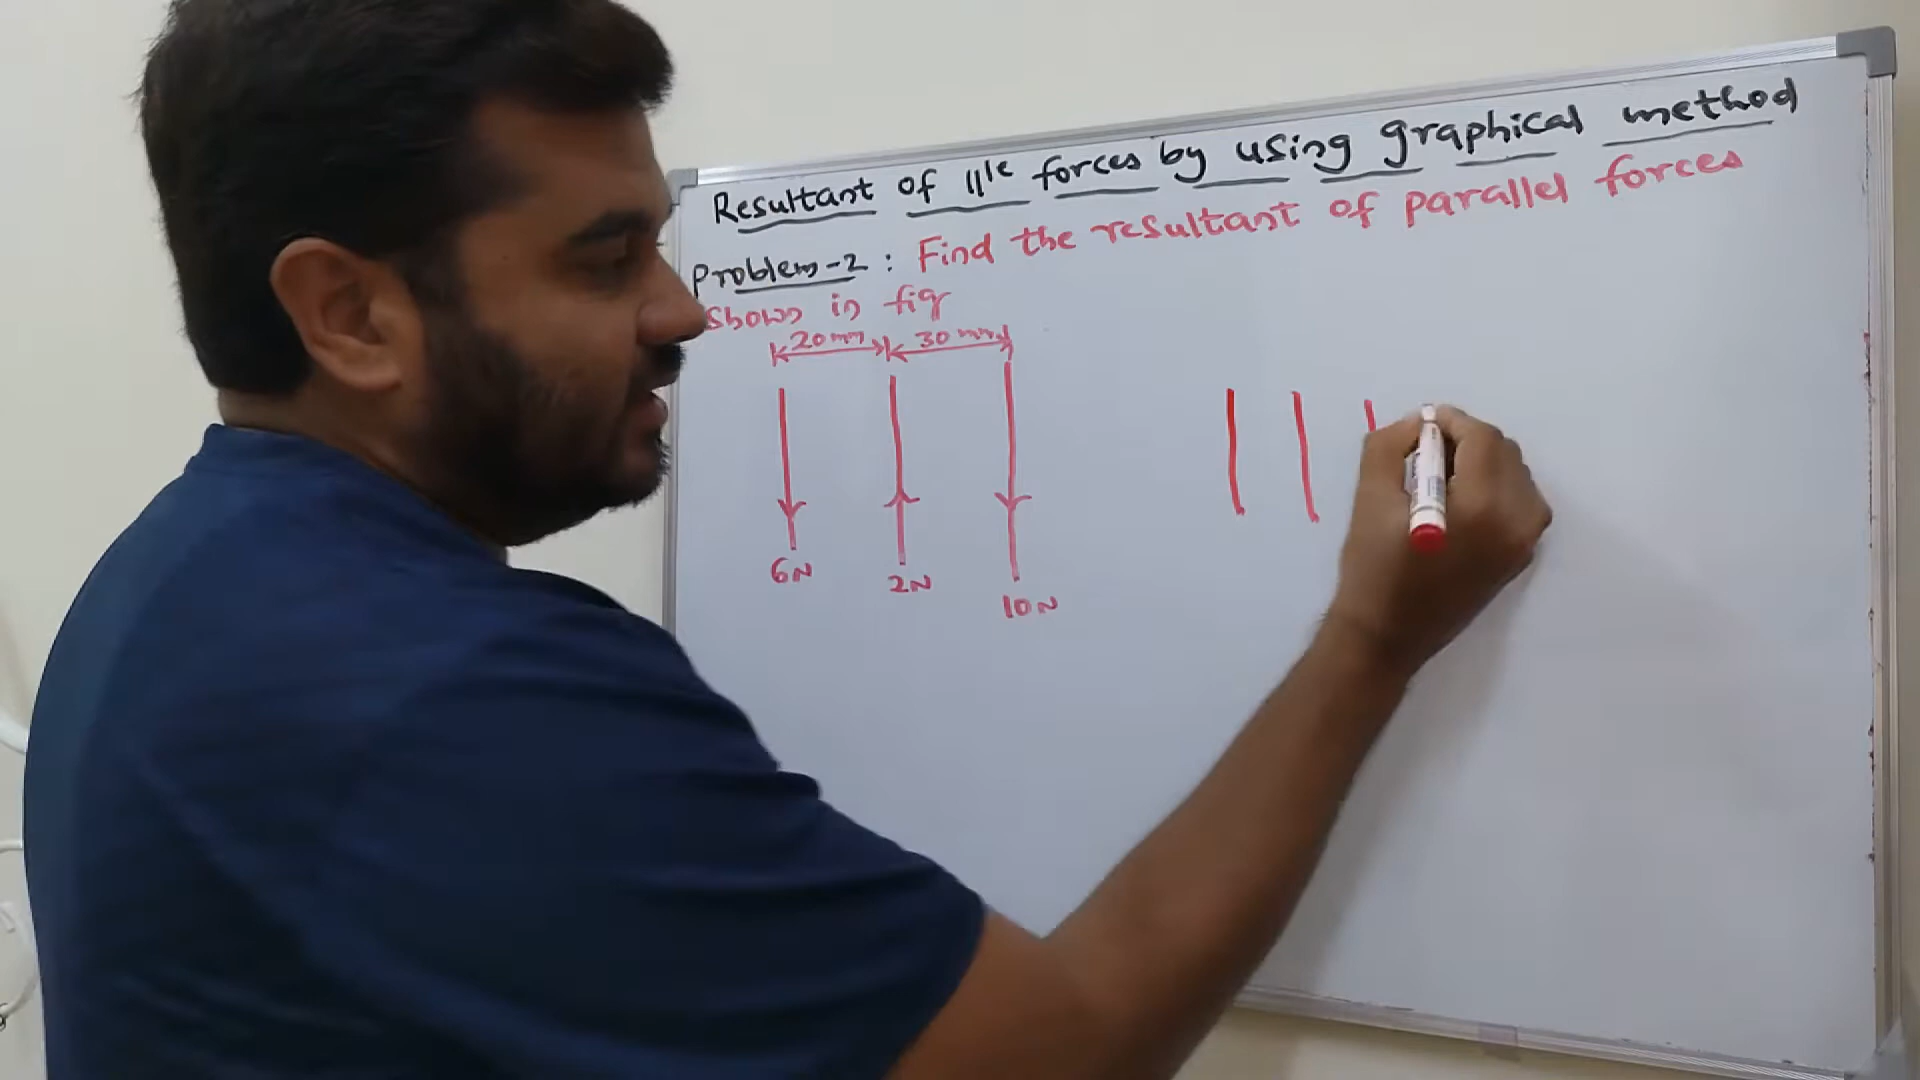 Resultant of ||le forces by using graphical method
Problem-2: Find the resultant of parallel forces
shown in fig
20mm 30mm
6N
2N
10N